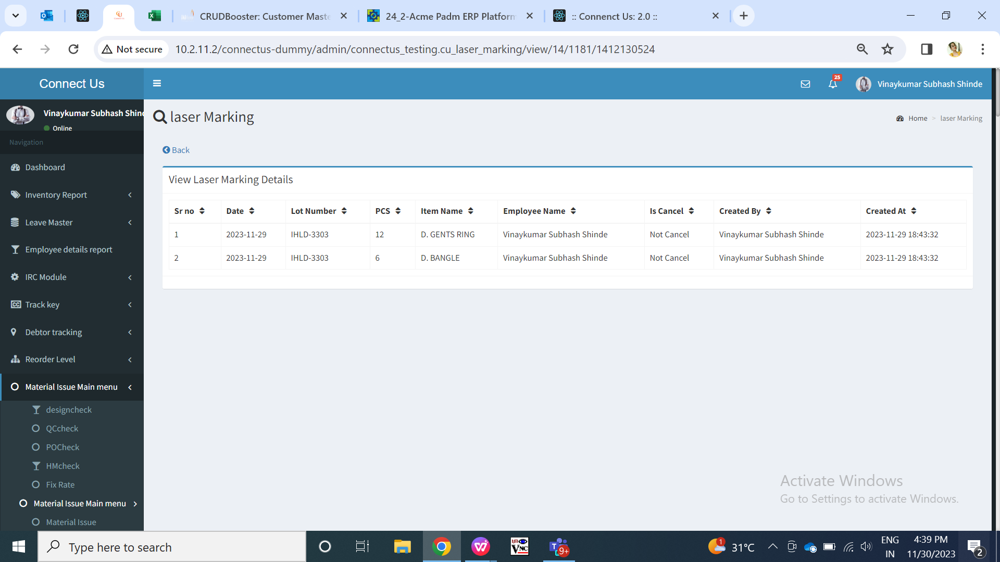 CRUDBooster: Customer Maste
24_2-Acme Padm ERP Platform
:: Connenct Us: 2.0 ::
Not secure
10.2.11.2/connectus-dummy/admin/connectus_testing.cu_laser_marking/view/14/1181/1412130524
Connect Us
25
Vinaykumar Subhash Shinde
Vinaykumar Subhash Shind
Online
laser Marking
Home > laser Marking
Navigation
Back
Dashboard
Inventory Report
Leave Master
Employee details report
IRC Module
Track key
Debtor tracking
Reorder Level
Material Issue Main menu
designcheck
QCcheck
POCheck
HMcheck
Fix Rate
Material Issue Main menu
Material Issue
View Laser Marking Details
Sr no Date Lot Number PCS Item Name Employee Name Is Cancel Created By Created At
1 2023-11-29 IHLD-3303 12 D. GENTS RING Vinaykumar Subhash Shinde Not Cancel Vinaykumar Subhash Shinde 2023-11-29 18:43:32
2 2023-11-29 IHLD-3303 6 D. BANGLE Vinaykumar Subhash Shinde Not Cancel Vinaykumar Subhash Shinde 2023-11-29 18:43:32
Activate Windows
Go to Settings to activate Windows.
Type here to search
VNC
T
9+
1
31°C
ENG
IN
4:39 PM
11/30/2023
2